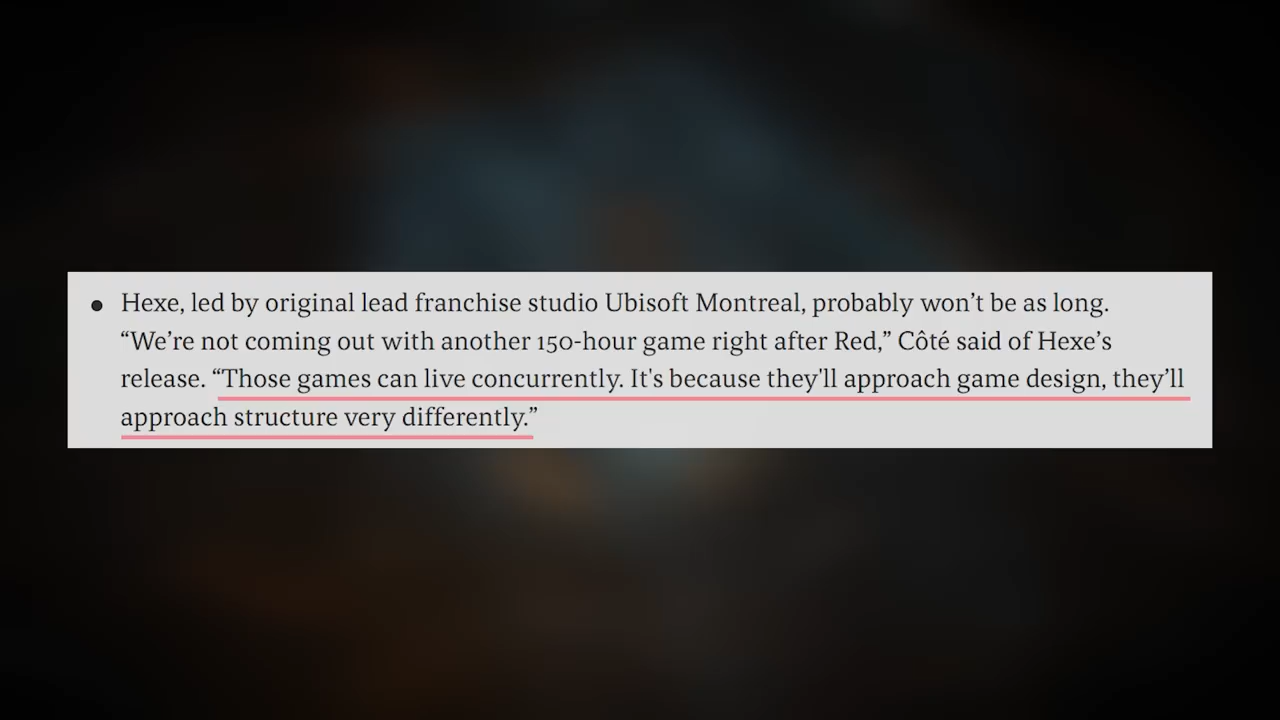 ● Hexe, led by original lead franchise studio Ubisoft Montreal, probably won’t be as long.
“We’re not coming out with another 150-hour game right after Red,” Côté said of Hexe’s
release. “Those games can live concurrently. It's because they'll approach game design, they’ll
approach structure very differently.”